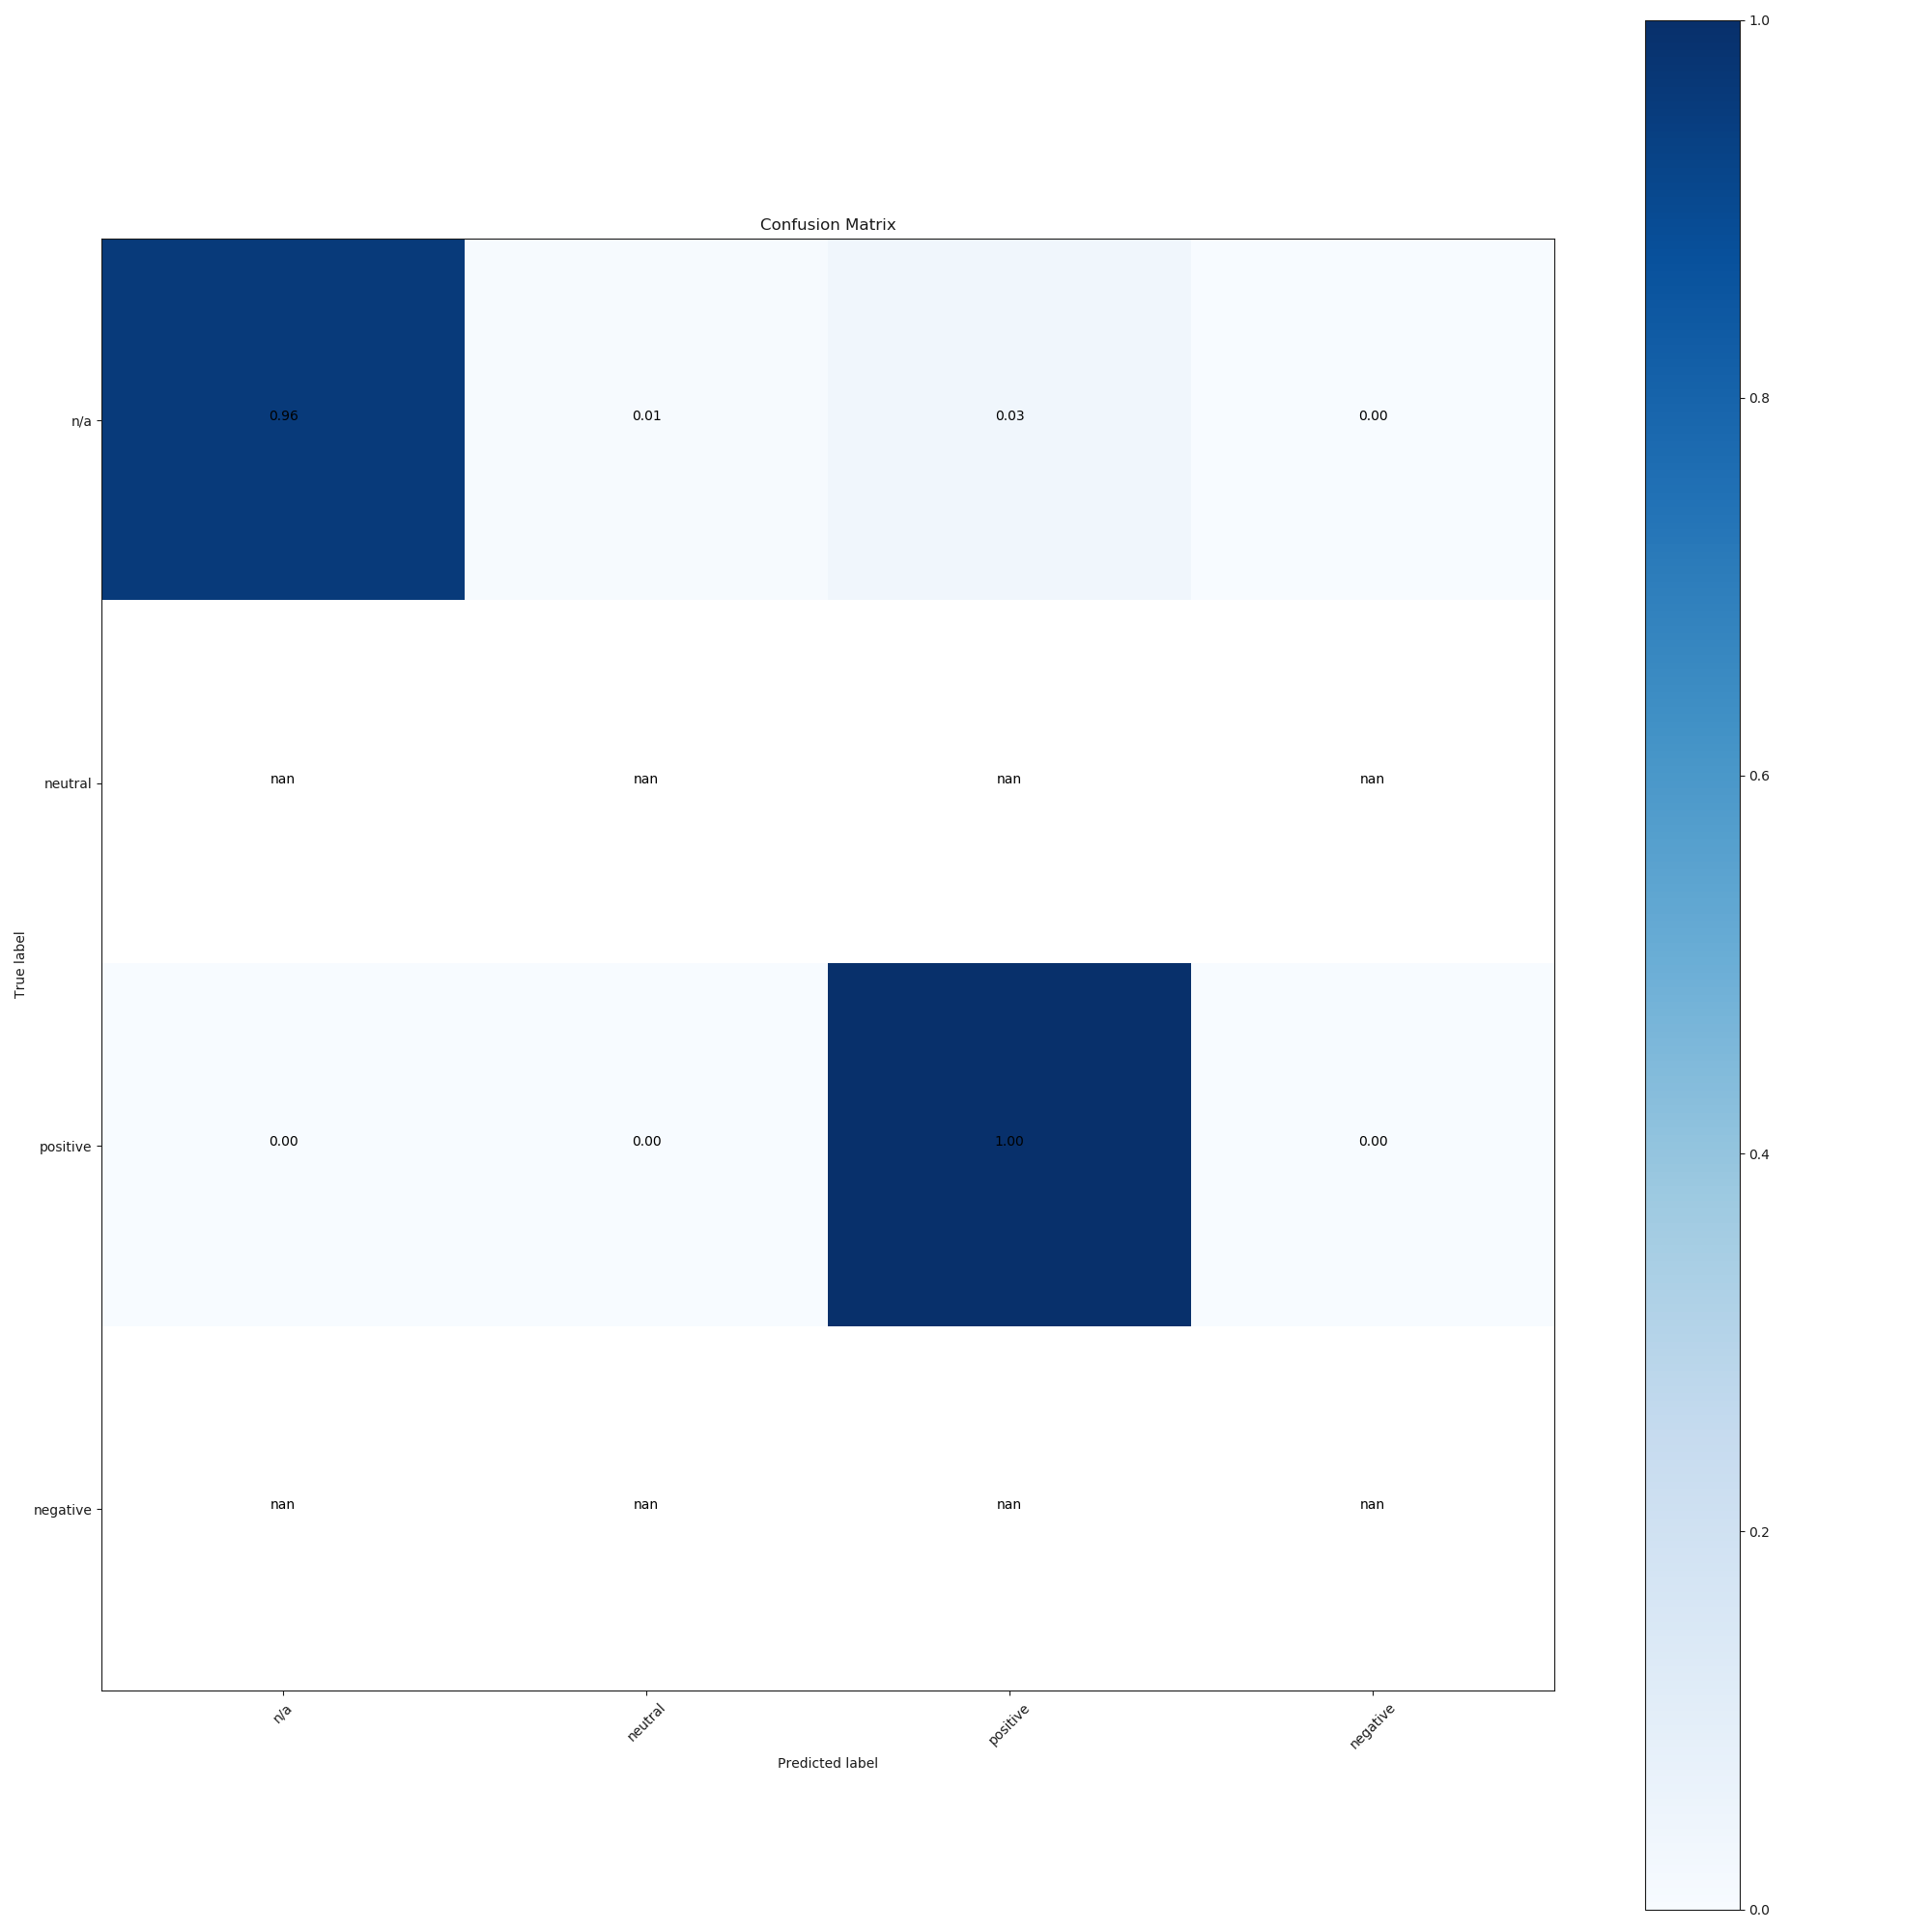 Confusion Matrix
1.0
0.8
0.6
0.4
0.2
0.0
True label
n/a 0.96 0.01 0.03 0.00
neutral nan nan nan nan
positive 0.00 0.00 1.00 0.00
negative nan nan nan nan
n/a neutral positive negative
Predicted label